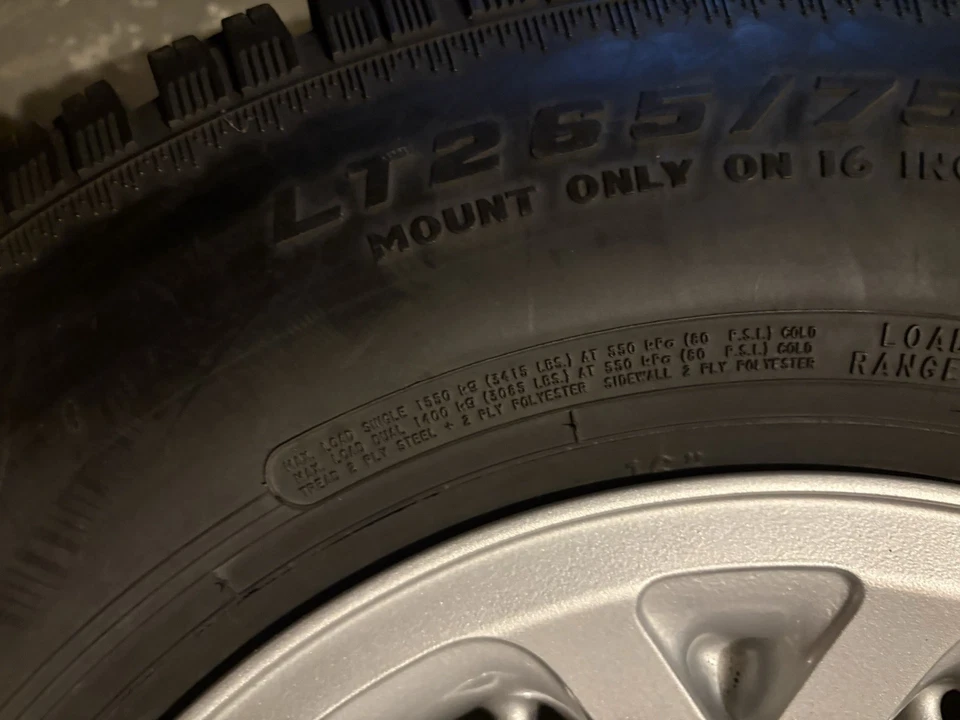 LT265/75
MOUNT ONLY ON 16 INC
MAX. LOAD SINGLE 1550 kg (3415 LBS.) AT 550 kPa (80 P.S.I.) COLD
MAX. LOAD DUAL 1400 kg (3085 LBS.) AT 550 kPa (80 P.S.I.) COLD
TREAD 2 PLY STEEL + 2 PLY POLYESTER SIDEWALL 2 PLY POLYESTER
LOAD
RANGE